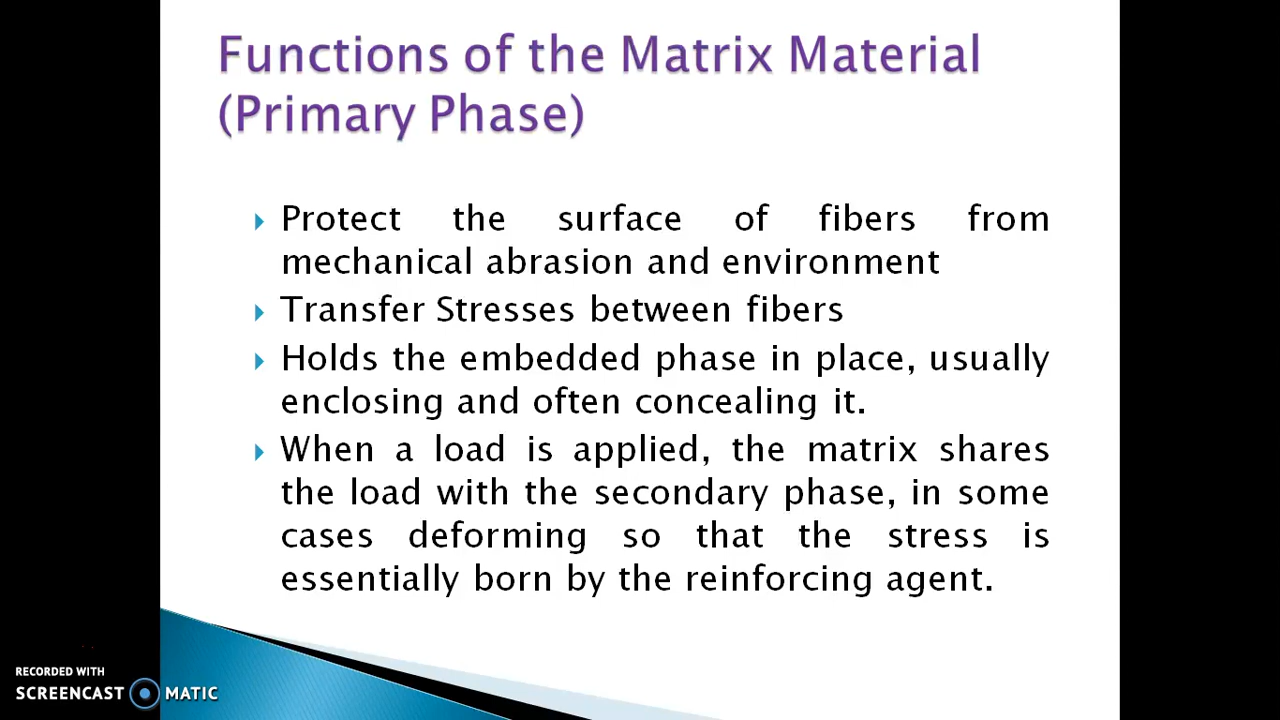 Functions of the Matrix Material
(Primary Phase)
Protect the surface of fibers from
mechanical abrasion and environment
Transfer Stresses between fibers
Holds the embedded phase in place, usually
enclosing and often concealing it.
When a load is applied, the matrix shares
the load with the secondary phase, in some
cases deforming so that the stress is
essentially born by the reinforcing agent.
RECORDED WITH
SCREENCAST MATIC